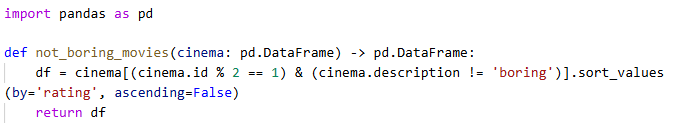 import pandas as pd

def not_boring_movies(cinema: pd.DataFrame) -> pd.DataFrame:
    df = cinema[(cinema.id % 2 == 1) & (cinema.description != 'boring')].sort_values
(by='rating', ascending=False)
    return df